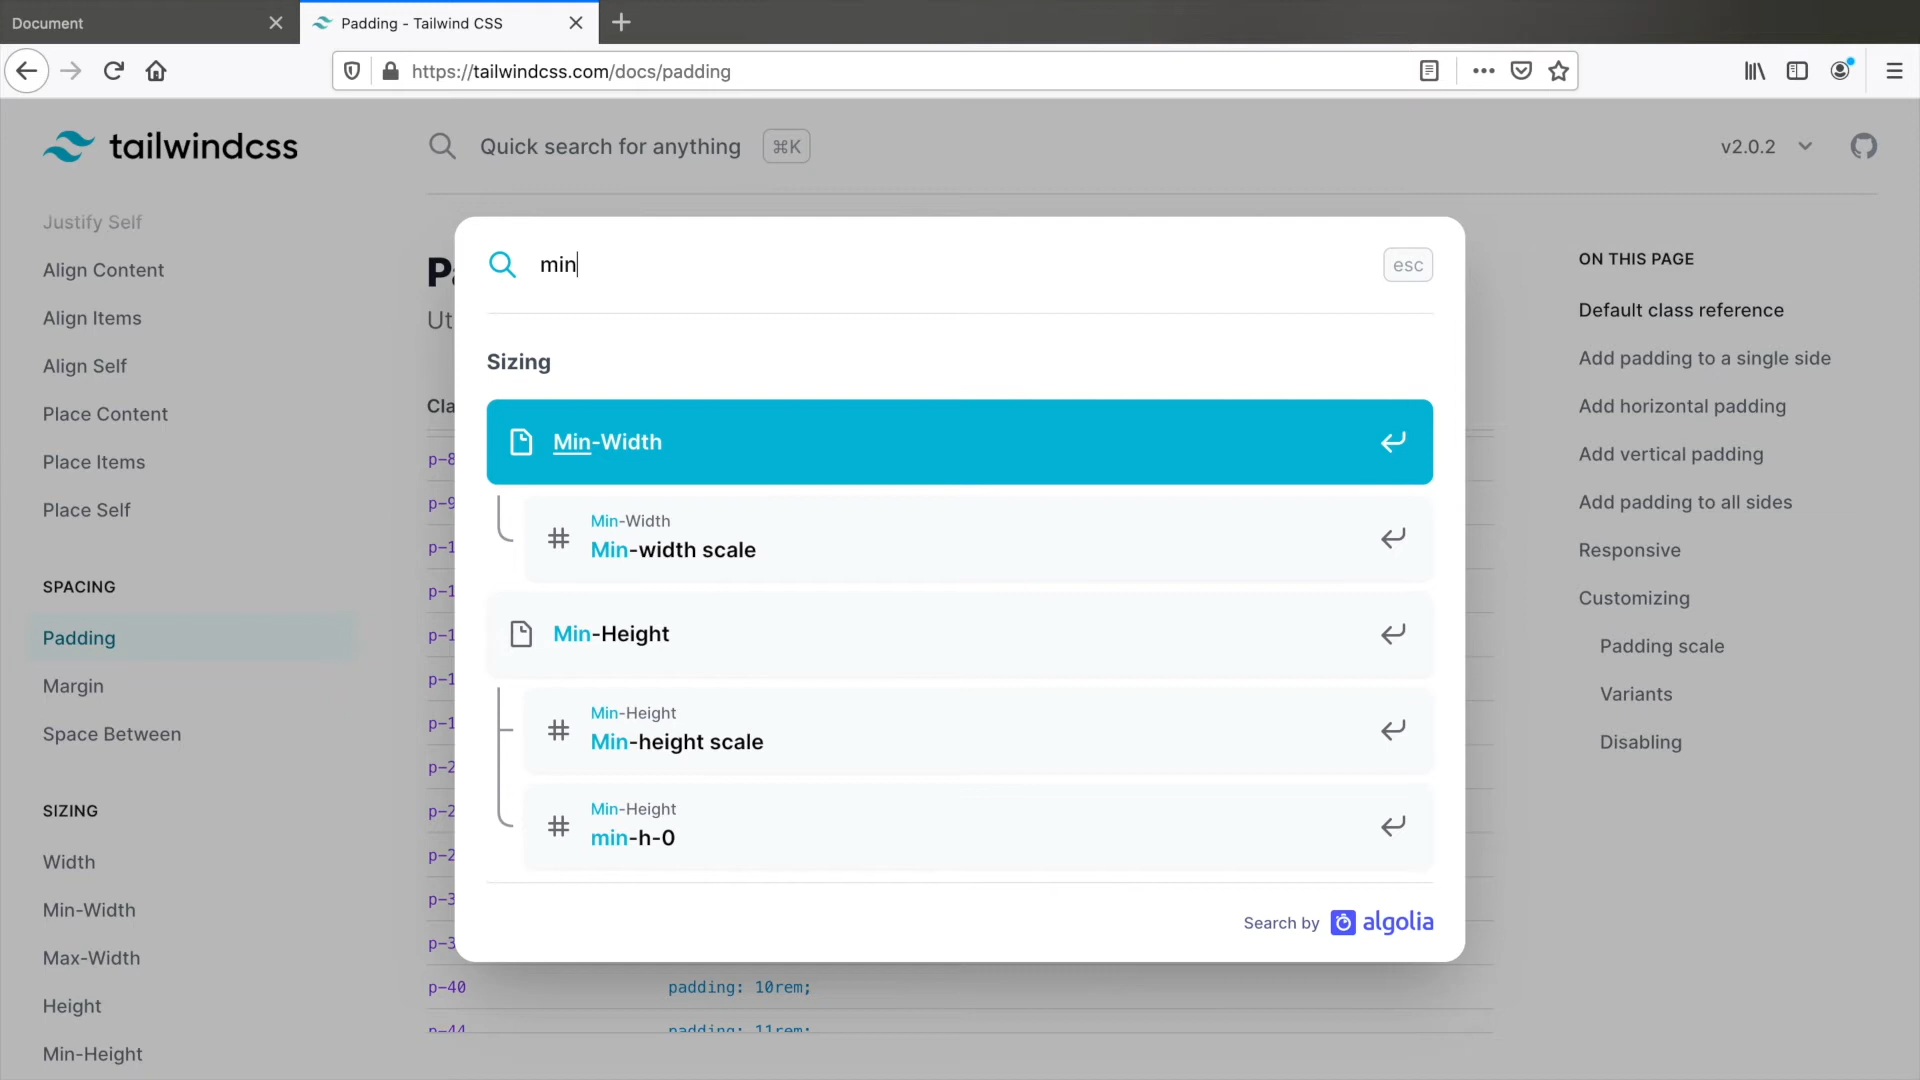 Document
Padding - Tailwind CSS
https://tailwindcss.com/docs/padding
tailwindcss
Quick search for anything
⌘K
v2.0.2
Justify Self
Align Content
Align Items
Align Self
Place Content
Place Items
Place Self
SPACING
Padding
Margin
Space Between
SIZING
Width
Min-Width
Max-Width
Height
Min-Height
min
esc
Sizing
Min-Width
Min-Width
Min-width scale
Min-Height
Min-Height
Min-height scale
Min-Height
min-h-0
Search by algolia
p-40 padding: 10rem;
p-44 padding: 11rem;
ON THIS PAGE
Default class reference
Add padding to a single side
Add horizontal padding
Add vertical padding
Add padding to all sides
Responsive
Customizing
Padding scale
Variants
Disabling